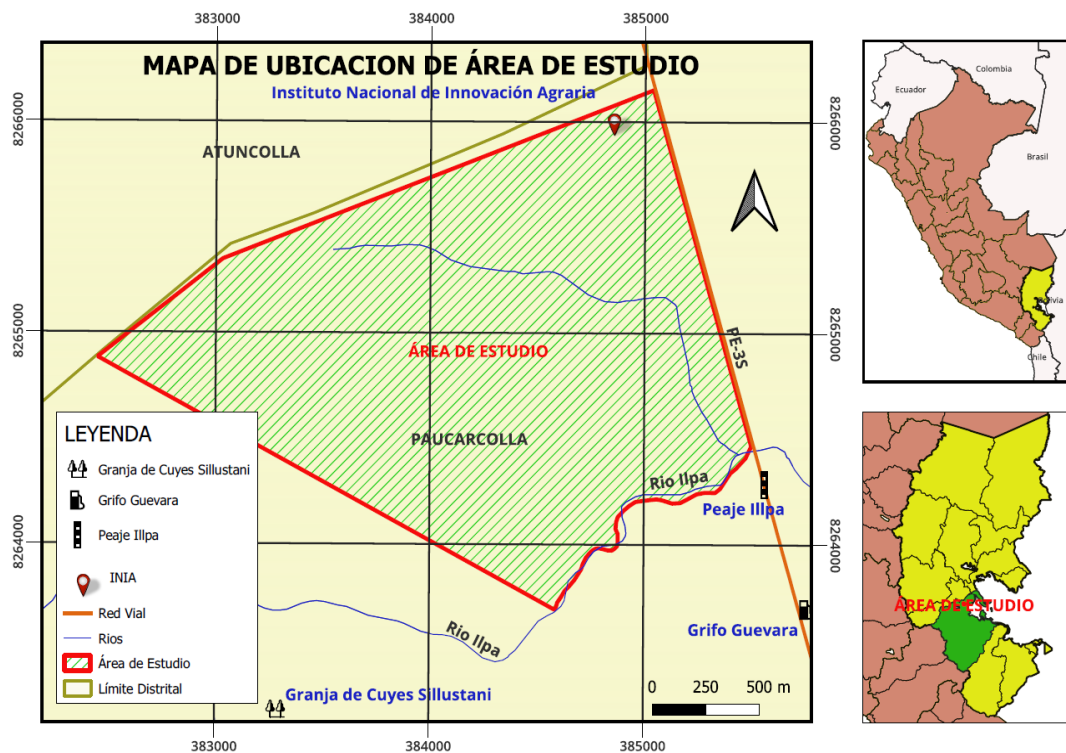 383000
384000
385000
MAPA DE UBICACION DE ÁREA DE ESTUDIO
Instituto Nacional de Innovación Agraria
8266000
8266000
ATUNCOLLA
8265000
8265000
PE-3S
ÁREA DE ESTUDIO
PAUCARCOLLA
Rio Ilpa
Peaje Illpa
8264000
8264000
Grifo Guevara
Rio Ilpa
Granja de Cuyes Sillustani
0 250 500 m
LEYENDA
Granja de Cuyes Sillustani
Grifo Guevara
Peaje Illpa
INIA
Red Vial
Rios
Área de Estudio
Límite Distrital
383000
384000
385000
Colombia
Ecuador
Brasil
Bolivia
Chile
ÁREA DE ESTUDIO